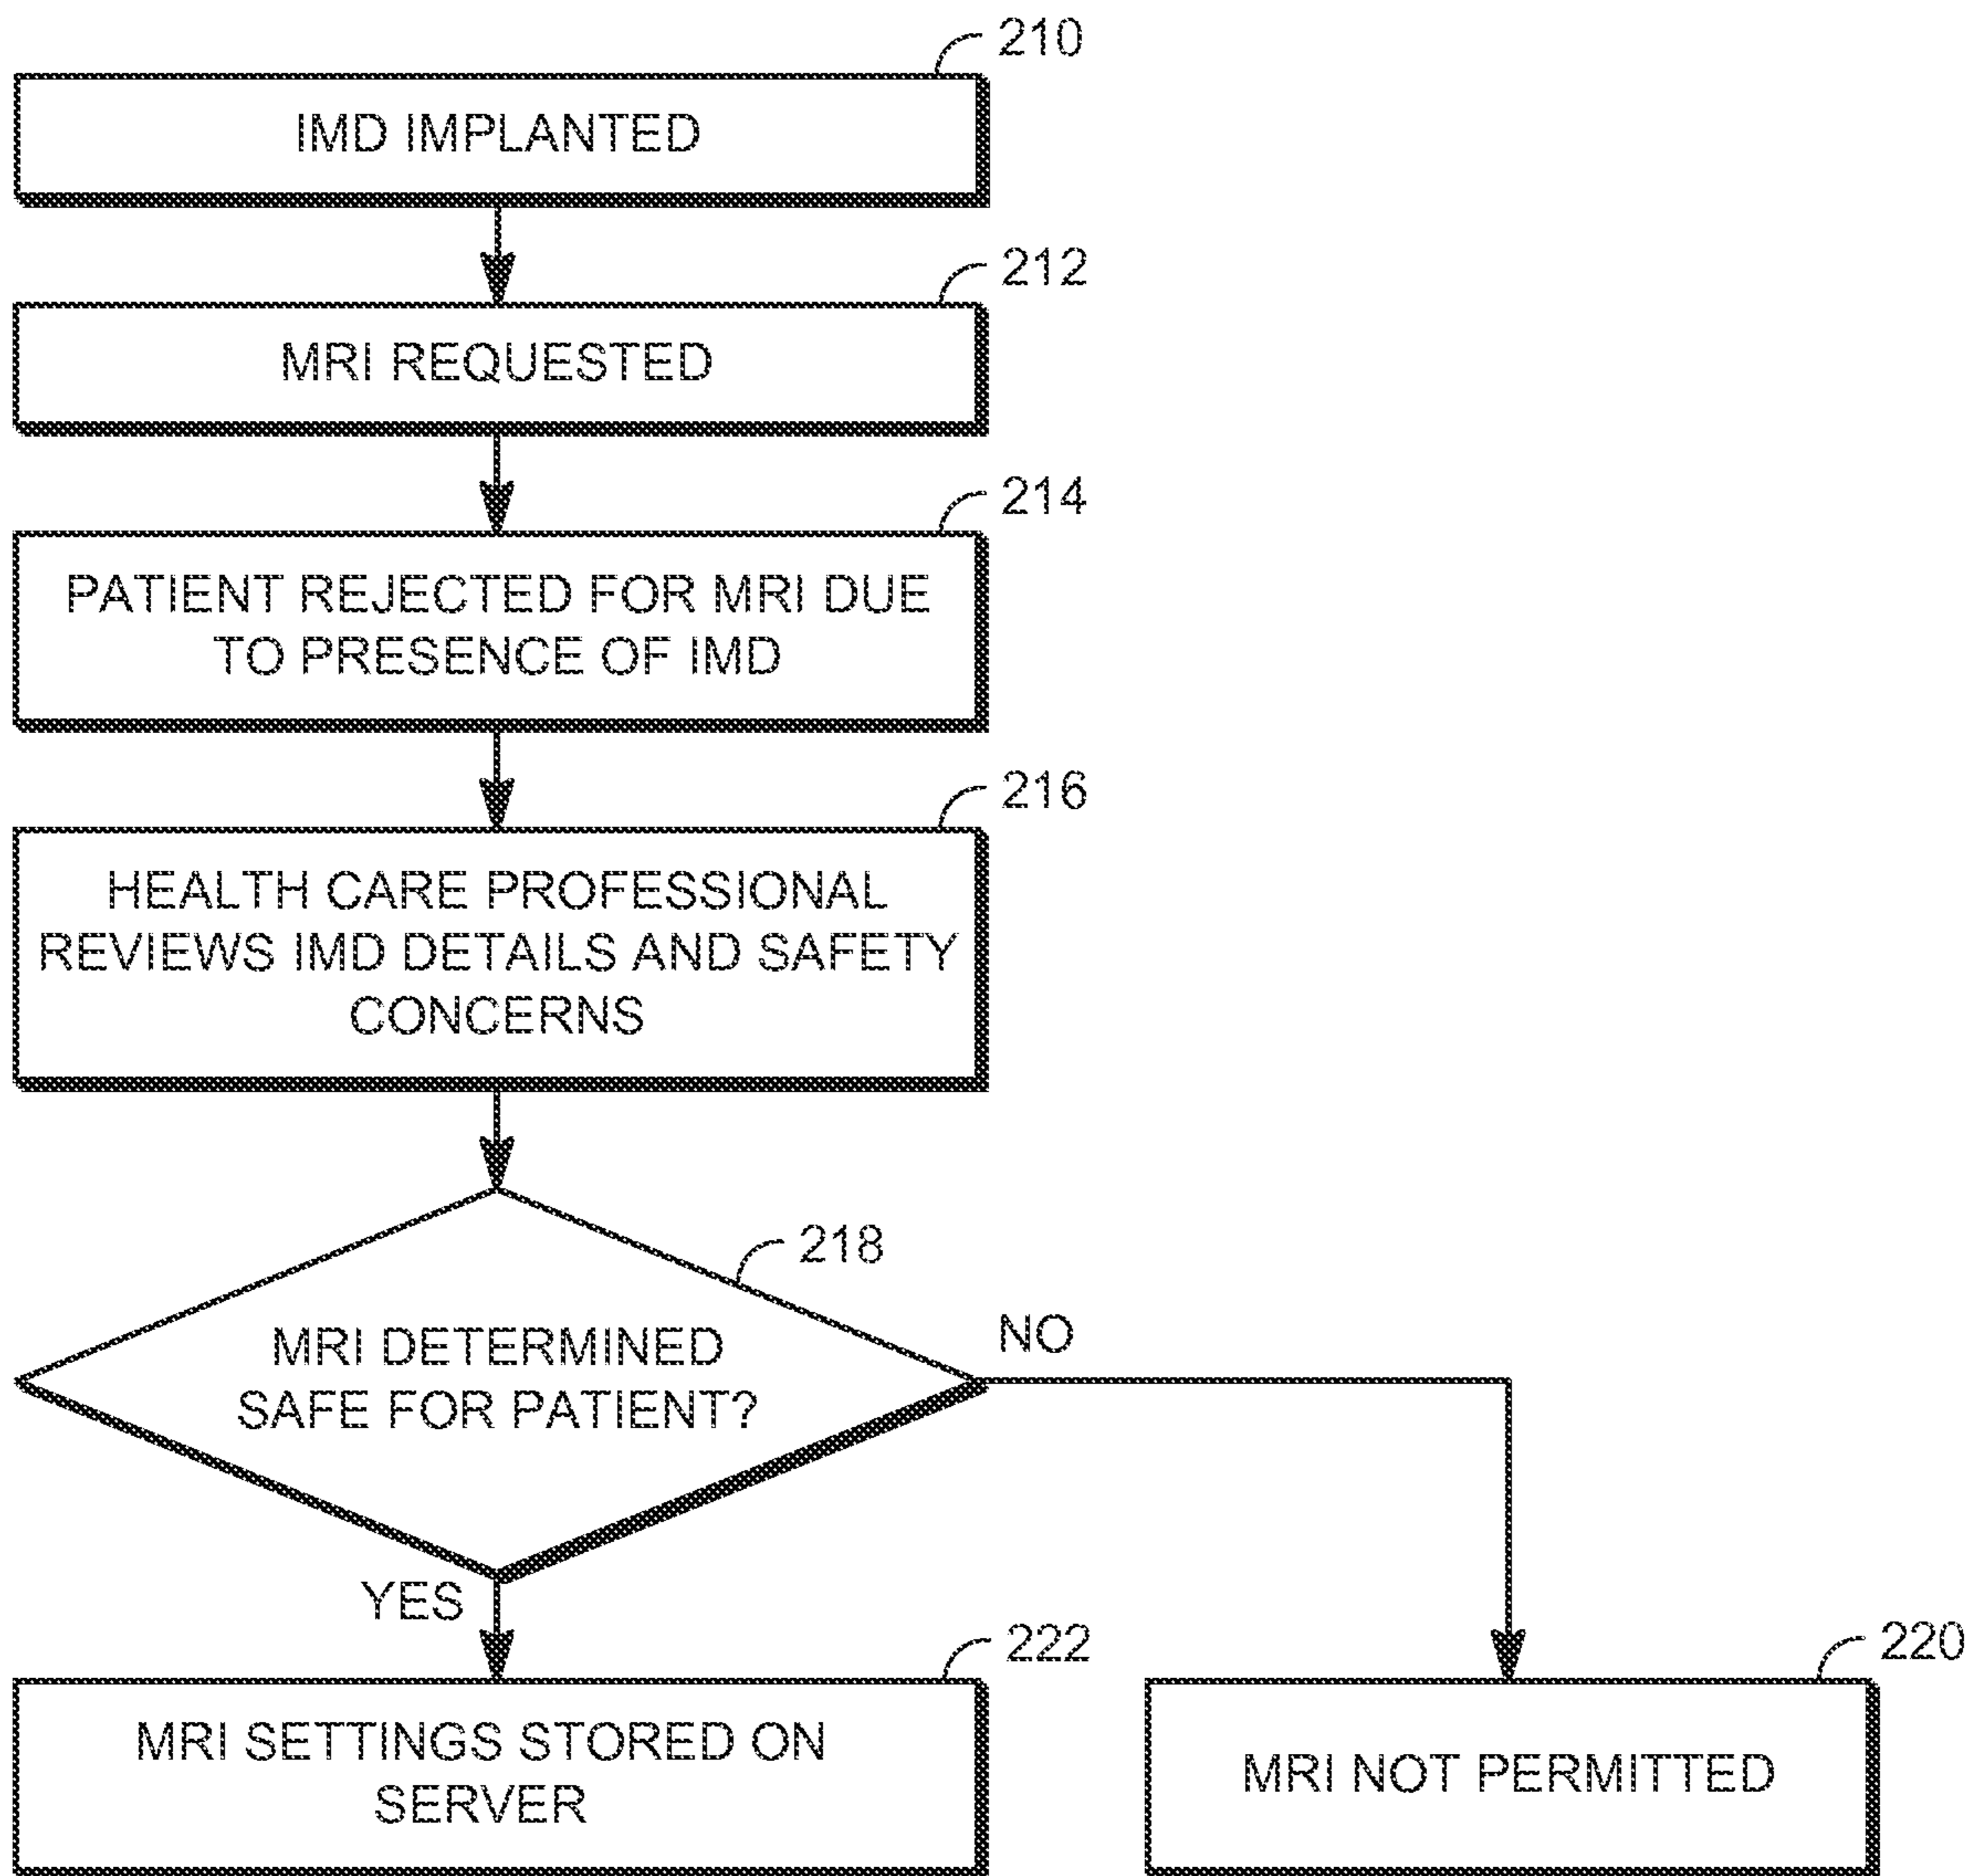 210
IMD IMPLANTED
212
MRI REQUESTED
214
PATIENT REJECTED FOR MRI DUE
TO PRESENCE OF IMD
216
HEALTH CARE PROFESSIONAL
REVIEWS IMD DETAILS AND SAFETY
CONCERNS
218
MRI DETERMINED
SAFE FOR PATIENT?
NO
YES
222
MRI SETTINGS STORED ON
SERVER
220
MRI NOT PERMITTED